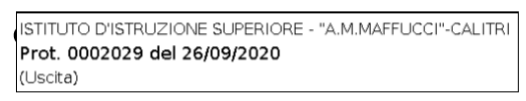 ISTITUTO D'ISTRUZIONE SUPERIORE - "A.M.MAFFUCCI"-CALITRI
Prot. 0002029 del 26/09/2020
(Uscita)